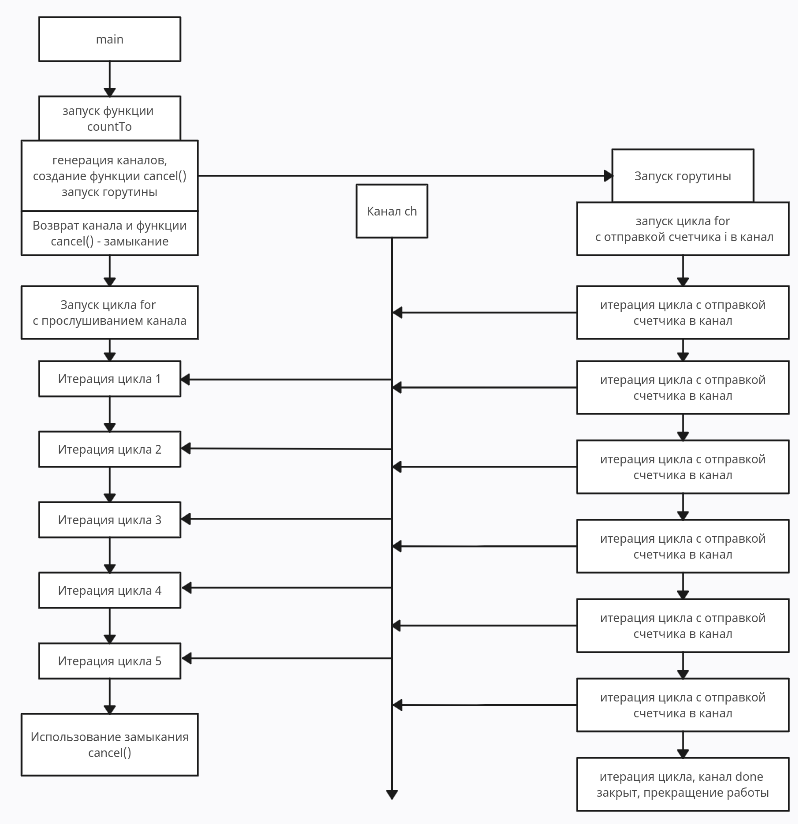 main
запуск функции
countTo
генерация каналов,
создание функции cancel()
запуск горутины
Возврат канала и функции
cancel() - замыкание
Запуск цикла for
с прослушиванием канала
Итерация цикла 1
Итерация цикла 2
Итерация цикла 3
Итерация цикла 4
Итерация цикла 5
Использование замыкания
cancel()
Канал ch
Запуск горутины
запуск цикла for
с отправкой счетчика i в канал
итерация цикла с отправкой
счетчика в канал
итерация цикла с отправкой
счетчика в канал
итерация цикла с отправкой
счетчика в канал
итерация цикла с отправкой
счетчика в канал
итерация цикла с отправкой
счетчика в канал
итерация цикла с отправкой
счетчика в канал
итерация цикла, канал done
закрыт, прекращение работы